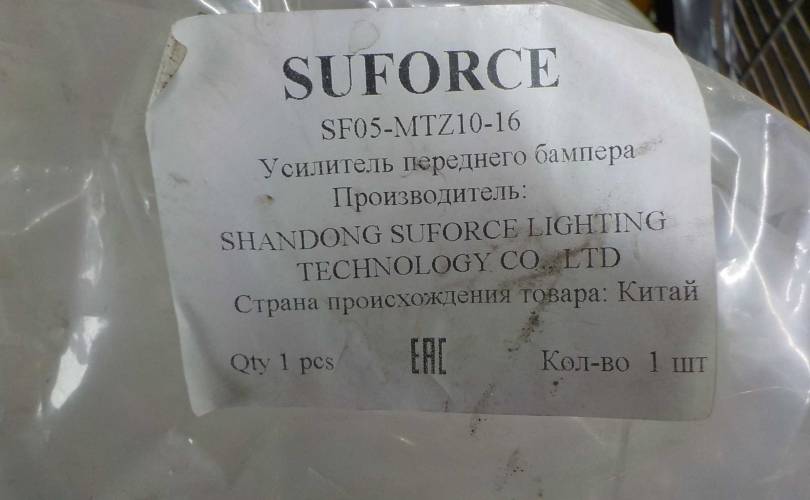 SUFORCE
SF05-MTZ10-16
Усилитель переднего бампера
Производитель:
SHANDONG SUFORCE LIGHTING
TECHNOLOGY CO., LTD
Страна происхождения товара: Китай
Qty 1 pcs EAC Кол-во 1 шт